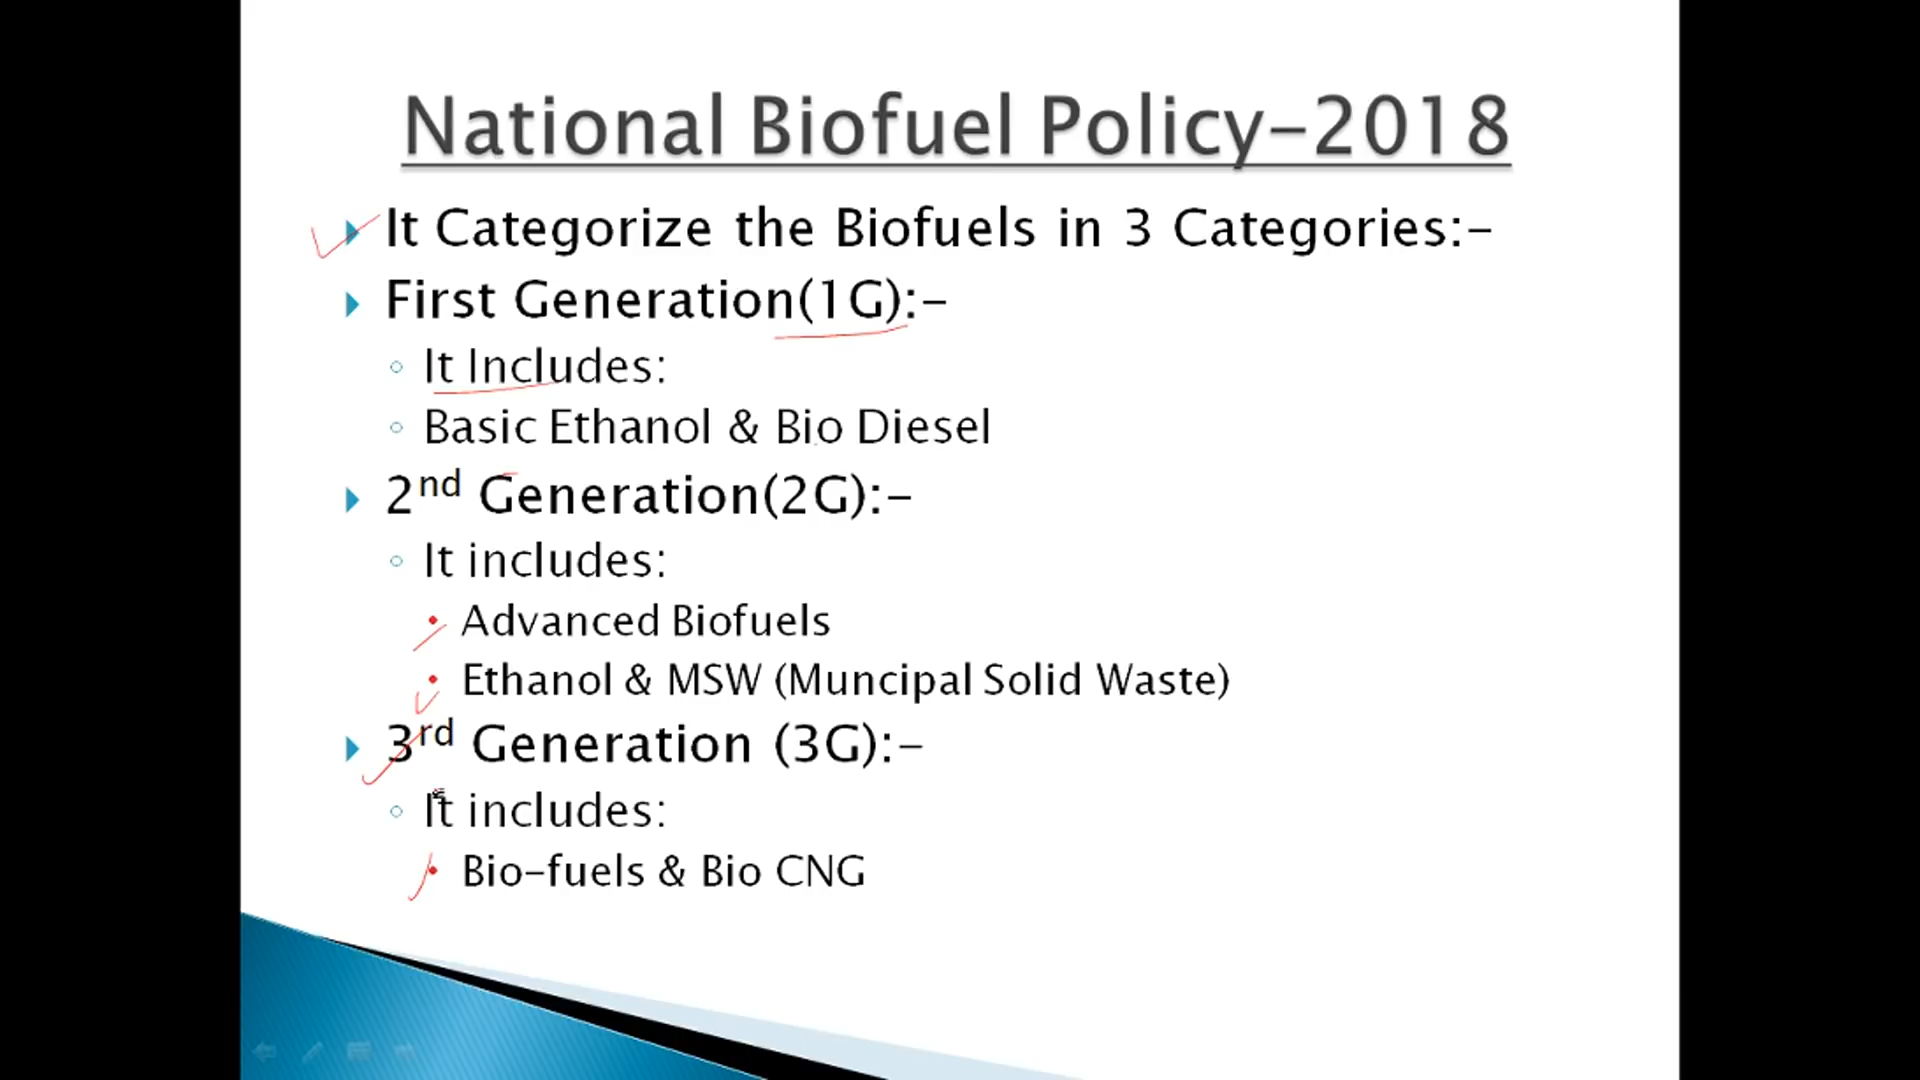 National Biofuel Policy-2018
It Categorize the Biofuels in 3 Categories:-
First Generation(1G):-
It Includes:
Basic Ethanol & Bio Diesel
2nd Generation(2G):-
It includes:
Advanced Biofuels
Ethanol & MSW (Muncipal Solid Waste)
3rd Generation (3G):-
It includes:
Bio-fuels & Bio CNG